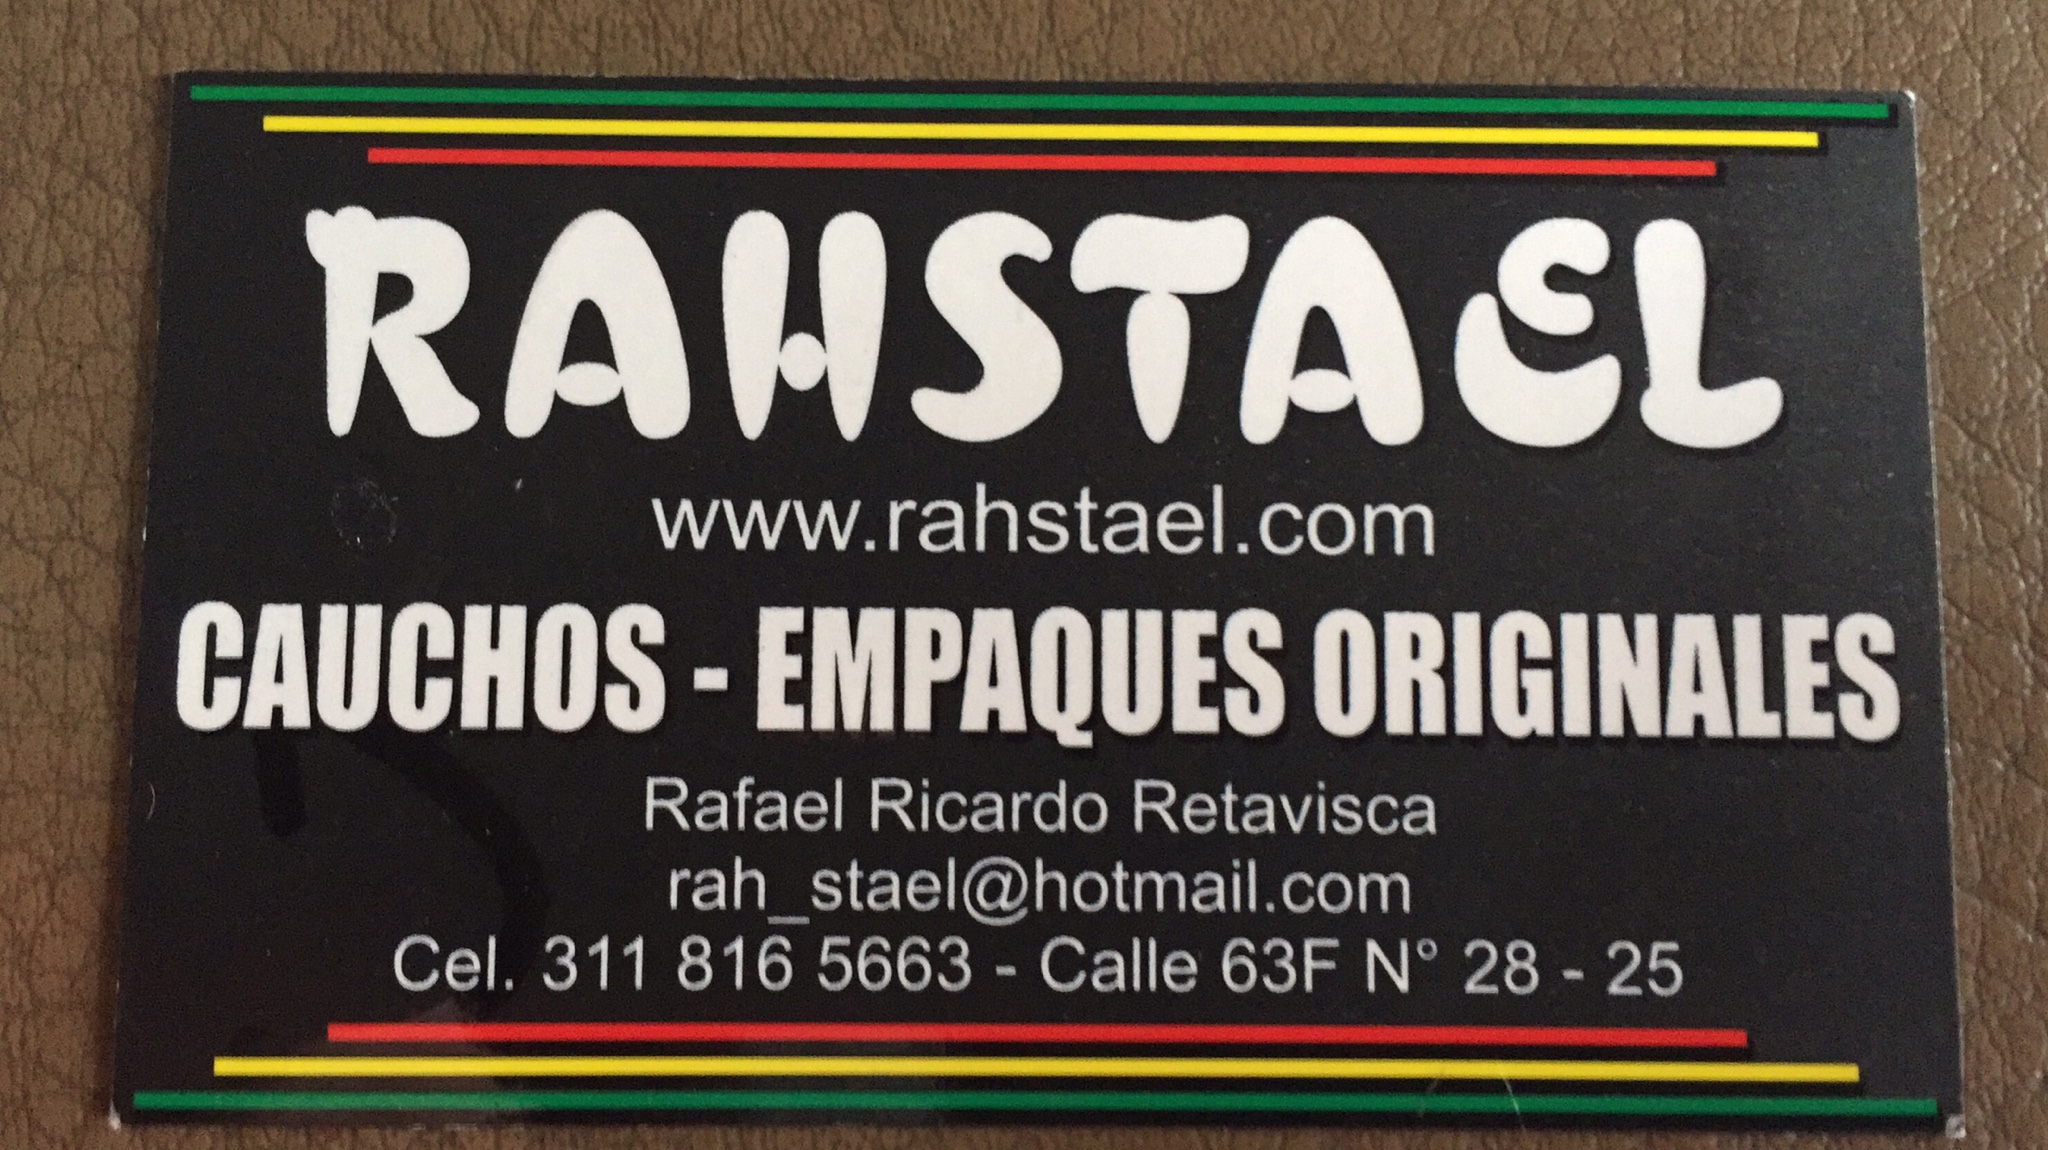 RAHSTAEL
www.rahstael.com
CAUCHOS - EMPAQUES ORIGINALES
Rafael Ricardo Retavisca
rah_stael@hotmail.com
Cel. 311 816 5663 - Calle 63F N° 28 - 25